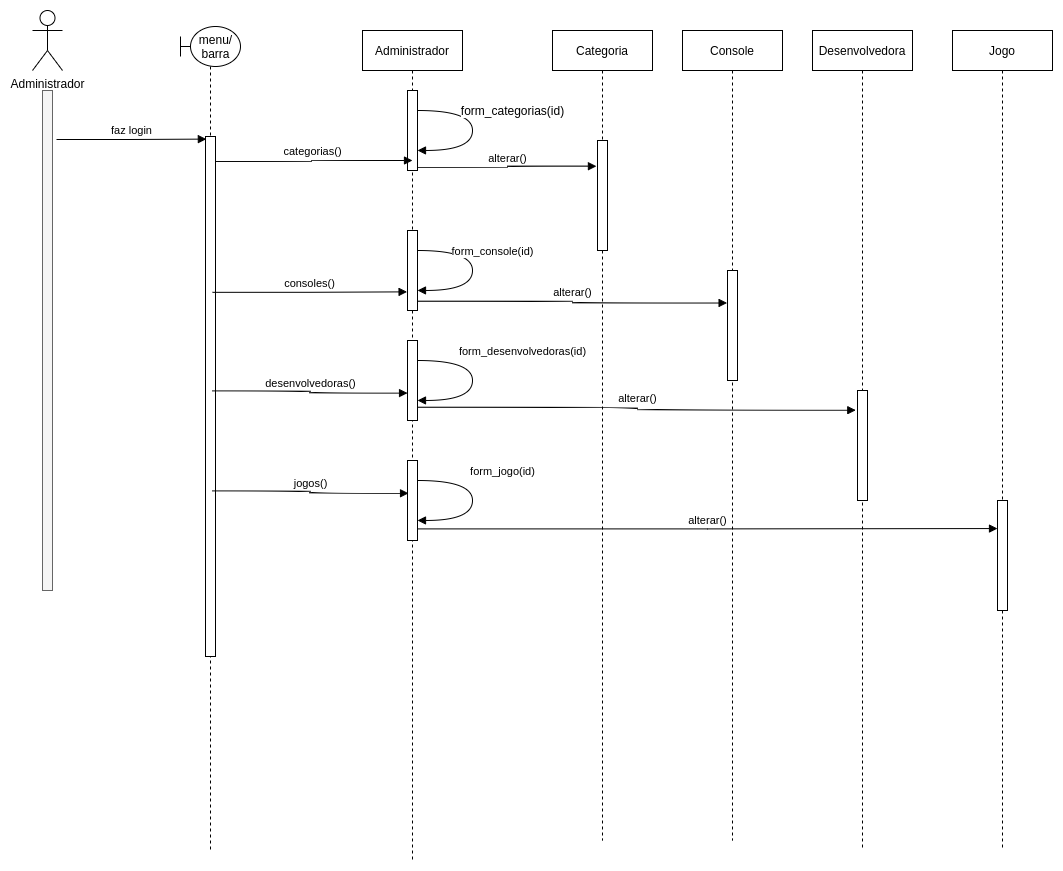 menu/
barra
Administrador
Categoria
Console
Desenvolvedora
Jogo
Administrador
form_categorias(id)
faz login
categorias()
alterar()
form_console(id)
consoles()
alterar()
form_desenvolvedoras(id)
desenvolvedoras()
alterar()
form_jogo(id)
jogos()
alterar()